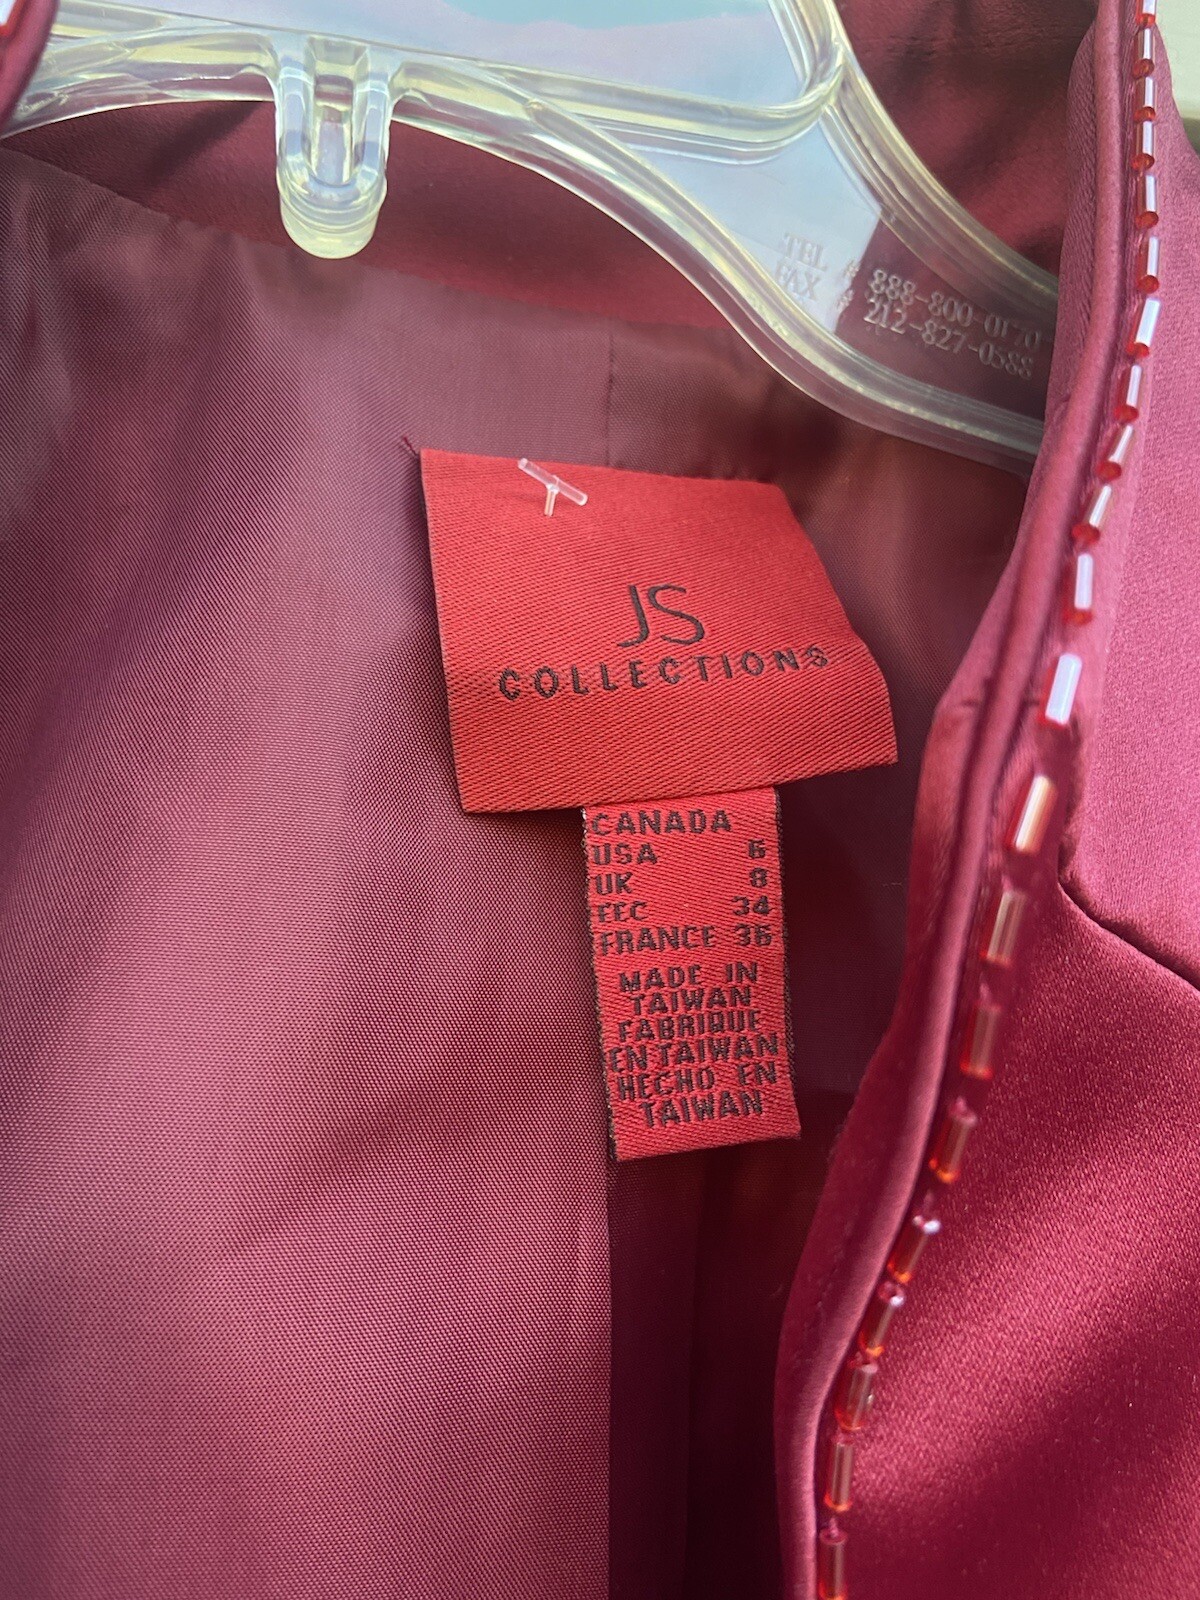 TEL : 888-800-0170
FAX : 212-827-0588
JS
COLLECTIONS
CANADA
USA 6
UK 8
EEC 34
FRANCE 36
MADE IN
TAIWAN
FABRIQUE
EN TAIWAN
HECHO EN
TAIWAN